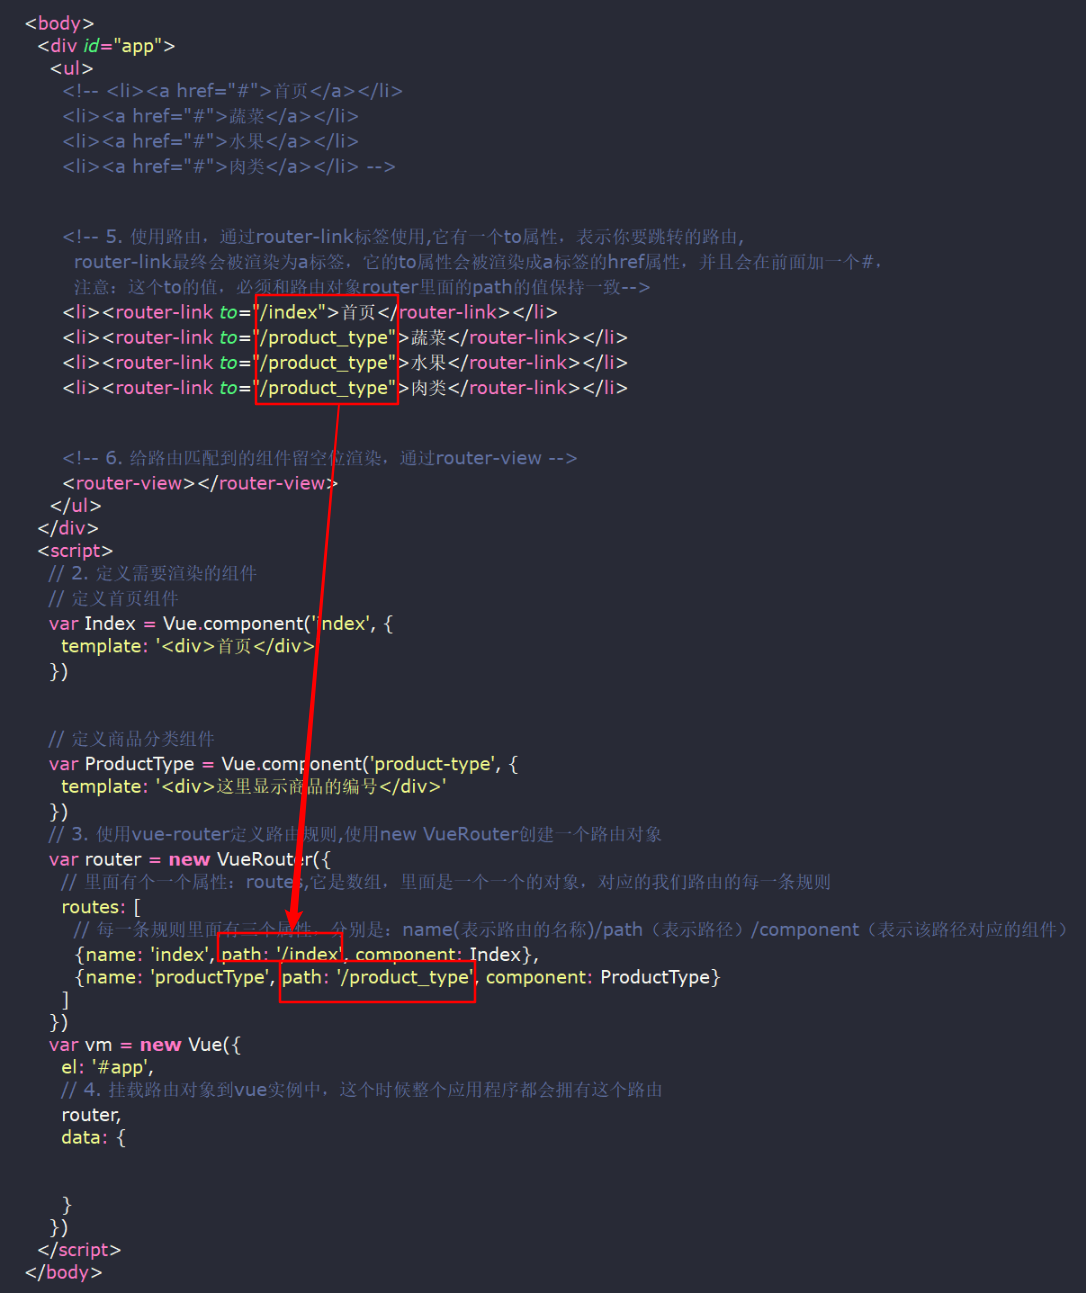 <body>
<div id="app">
<ul>
<!-- <li><a href="#">首页</a></li>
<li><a href="#">蔬菜</a></li>
<li><a href="#">水果</a></li>
<li><a href="#">肉类</a></li> -->
<!-- 5. 使用路由，通过router-link标签使用,它有一个to属性，表示你要跳转的路由,
router-link最终会被渲染为a标签，它的to属性会被渲染成a标签的href属性，并且会在前面加一个#，
注意：这个to的值，必须和路由对象router里面的path的值保持一致-->
<li><router-link to="/index">首页</router-link></li>
<li><router-link to="/product_type">蔬菜</router-link></li>
<li><router-link to="/product_type">水果</router-link></li>
<li><router-link to="/product_type">肉类</router-link></li>
<!-- 6. 给路由匹配到的组件留空位渲染，通过router-view -->
<router-view></router-view>
</ul>
</div>
<script>
// 2. 定义需要渲染的组件
// 定义首页组件
var Index = Vue.component('index', {
template: '<div>首页</div>
})
// 定义商品分类组件
var ProductType = Vue.component('product-type', {
template: '<div>这里显示商品的编号</div>'
})
// 3. 使用vue-router定义路由规则,使用new VueRouter创建一个路由对象
var router = new VueRouter({
// 里面有个一个属性：routes,它是数组，里面是一个一个的对象，对应的我们路由的每一条规则
routes: [
// 每一条规则里面有三个属性，分别是：name(表示路由的名称)/path（表示路径）/component（表示该路径对应的组件）
{name: 'index', path: '/index', component: Index},
{name: 'productType', path: '/product_type', component: ProductType}
]
})
var vm = new Vue({
el: '#app',
// 4. 挂载路由对象到vue实例中，这个时候整个应用程序都会拥有这个路由
router,
data: {
}
})
</script>
</body>